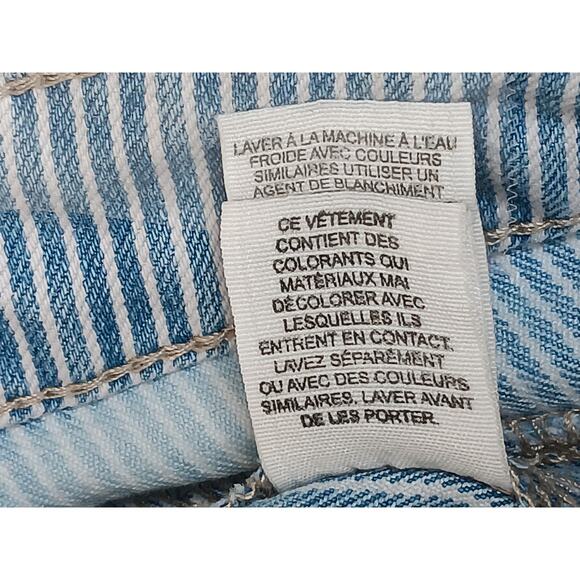 LAVER À LA MACHINE À L'EAU
FROIDE AVEC COULEURS
SIMILAIRES UTILISER UN
AGENT DE BLANCHIMENT
CE VÉTEMENT
CONTIENT DES
COLORANTS QUI
MATÉRIAUX MAI
DÉCOLORER AVEC
LESQUELLES ILS
ENTRENT EN CONTACT.
LAVEZ SÉPARÉMENT
OU AVEC DES COULEURS
SIMILAIRES, LAVER AVANT
DE LES PORTER.